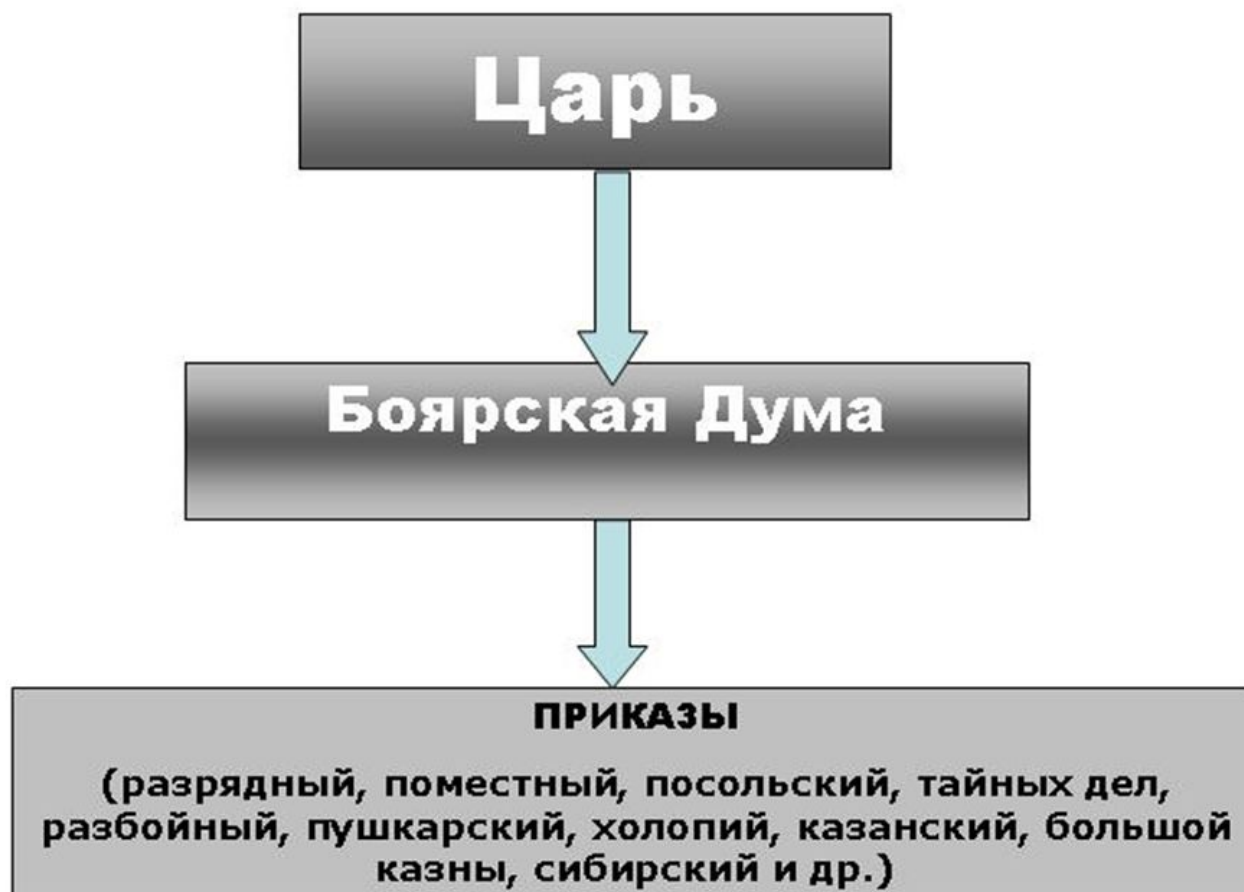 Царь
Боярская Дума
ПРИКАЗЫ
(разрядный, поместный, посольский, тайных дел,
разбойный, пушкарский, холопий, казанский, большой
казны, сибирский и др.)